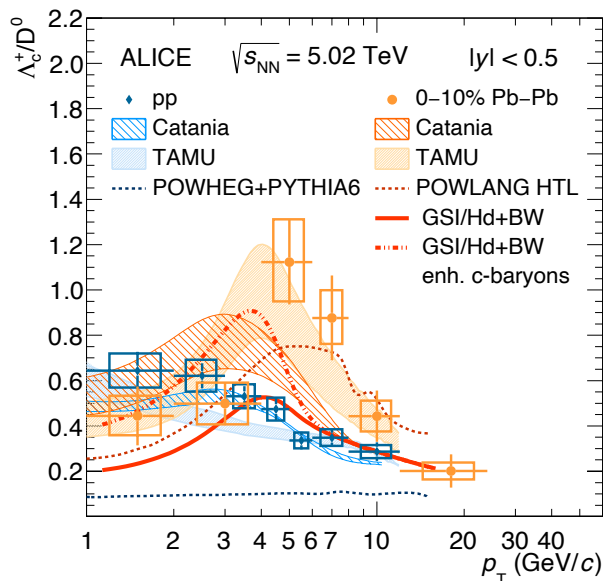 Λc+/D0
2.2
2.0
1.8
1.6
1.4
1.2
1.0
0.8
0.6
0.4
0.2
ALICE √sNN = 5.02 TeV |y| < 0.5
pp
Catania
TAMU
POWHEG+PYTHIA6
0−10% Pb−Pb
Catania
TAMU
POWLANG HTL
GSI/Hd+BW
GSI/Hd+BW
enh. c-baryons
1 2 3 4 5 6 7 10 20 30 40
pT (GeV/c)